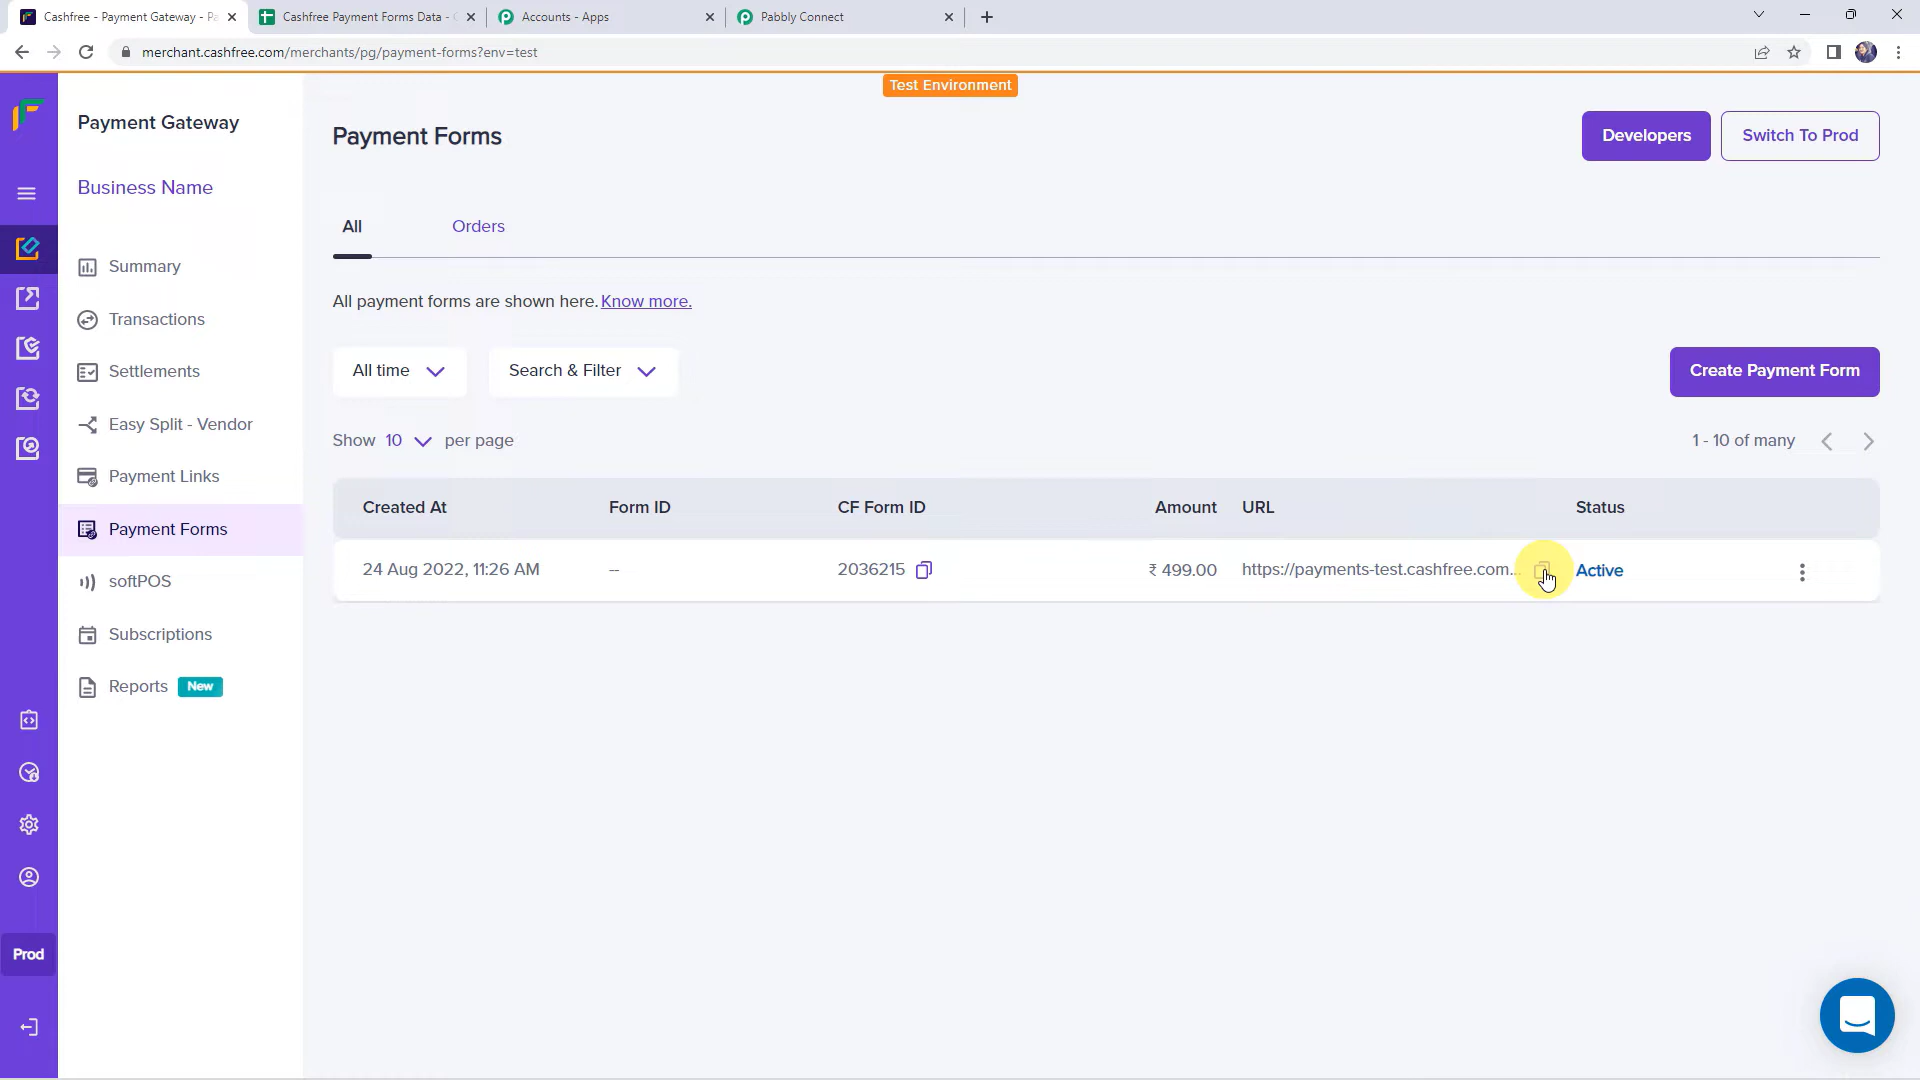 Cashfree - Payment Gateway - Pa
Cashfree Payment Forms Data - G
Accounts - Apps
Pabbly Connect
merchant.cashfree.com/merchants/pg/payment-forms?env=test
Test Environment
Payment Gateway
Payment Forms
Developers
Switch To Prod
Business Name
All
Orders
Summary
All payment forms are shown here. Know more.
Transactions
Settlements
All time
Search & Filter
Create Payment Form
Easy Split - Vendor
Show 10 per page
1 - 10 of many
Payment Links
Created At
Form ID
CF Form ID
Amount
URL
Status
Payment Forms
24 Aug 2022, 11:26 AM
--
2036215
₹ 499.00
https://payments-test.cashfree.com...
Active
softPOS
Subscriptions
Reports
New
Prod